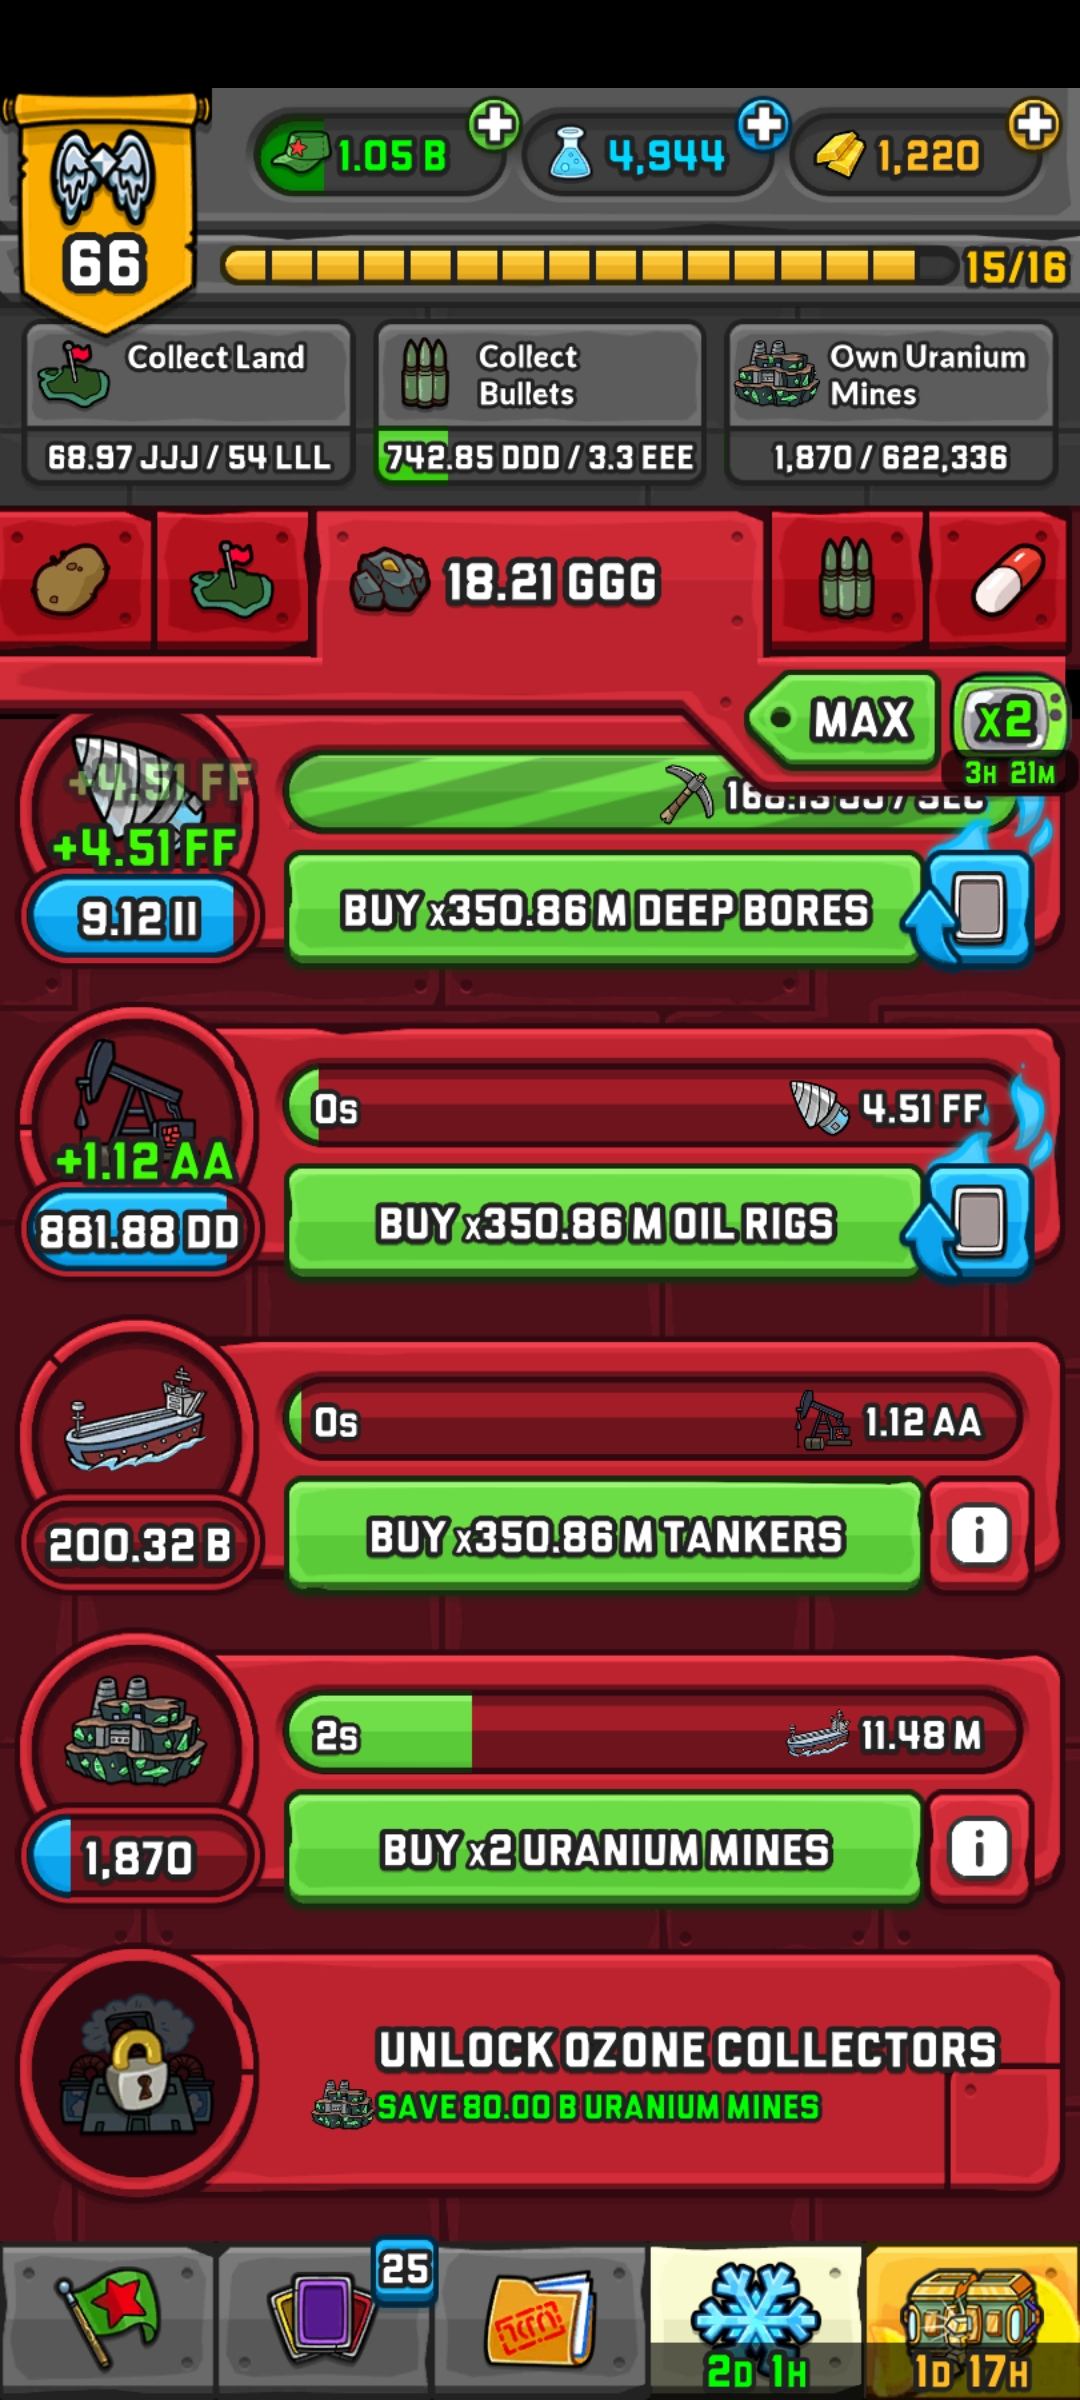 1.05 B
4,944
1,220
66
15/16
Collect Land
68.97 JJJ / 54 LLL
Collect
Bullets
742.85 DDD / 3.3 EEE
Own Uranium
Mines
1,870 / 622,336
18.21 GGG
MAX
x2
3H 21M
+4.51 FF
+4.51 FF
9.12 II
BUY x350.86 M DEEP BORES
0s
4.51 FF
+1.12 AA
881.88 DD
BUY x350.86 M OIL RIGS
0s
1.12 AA
200.32 B
BUY x350.86 M TANKERS
i
2s
11.48 M
1,870
BUY x2 URANIUM MINES
i
UNLOCK OZONE COLLECTORS
SAVE 80.00 B URANIUM MINES
25
2D 1H
1D 17H